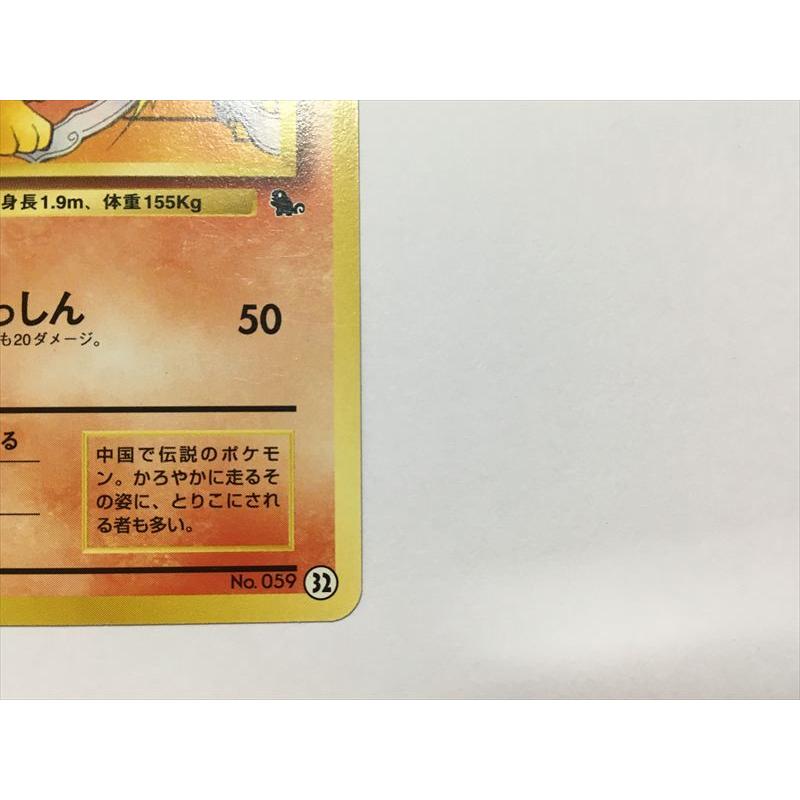 身長1.9m、体重155Kg
っしん 50
も20ダメージ。
る
中国で伝説のポケモ
ン。かろやかに走るそ
の姿に、とりこにされ
る者も多い。
No. 059 32